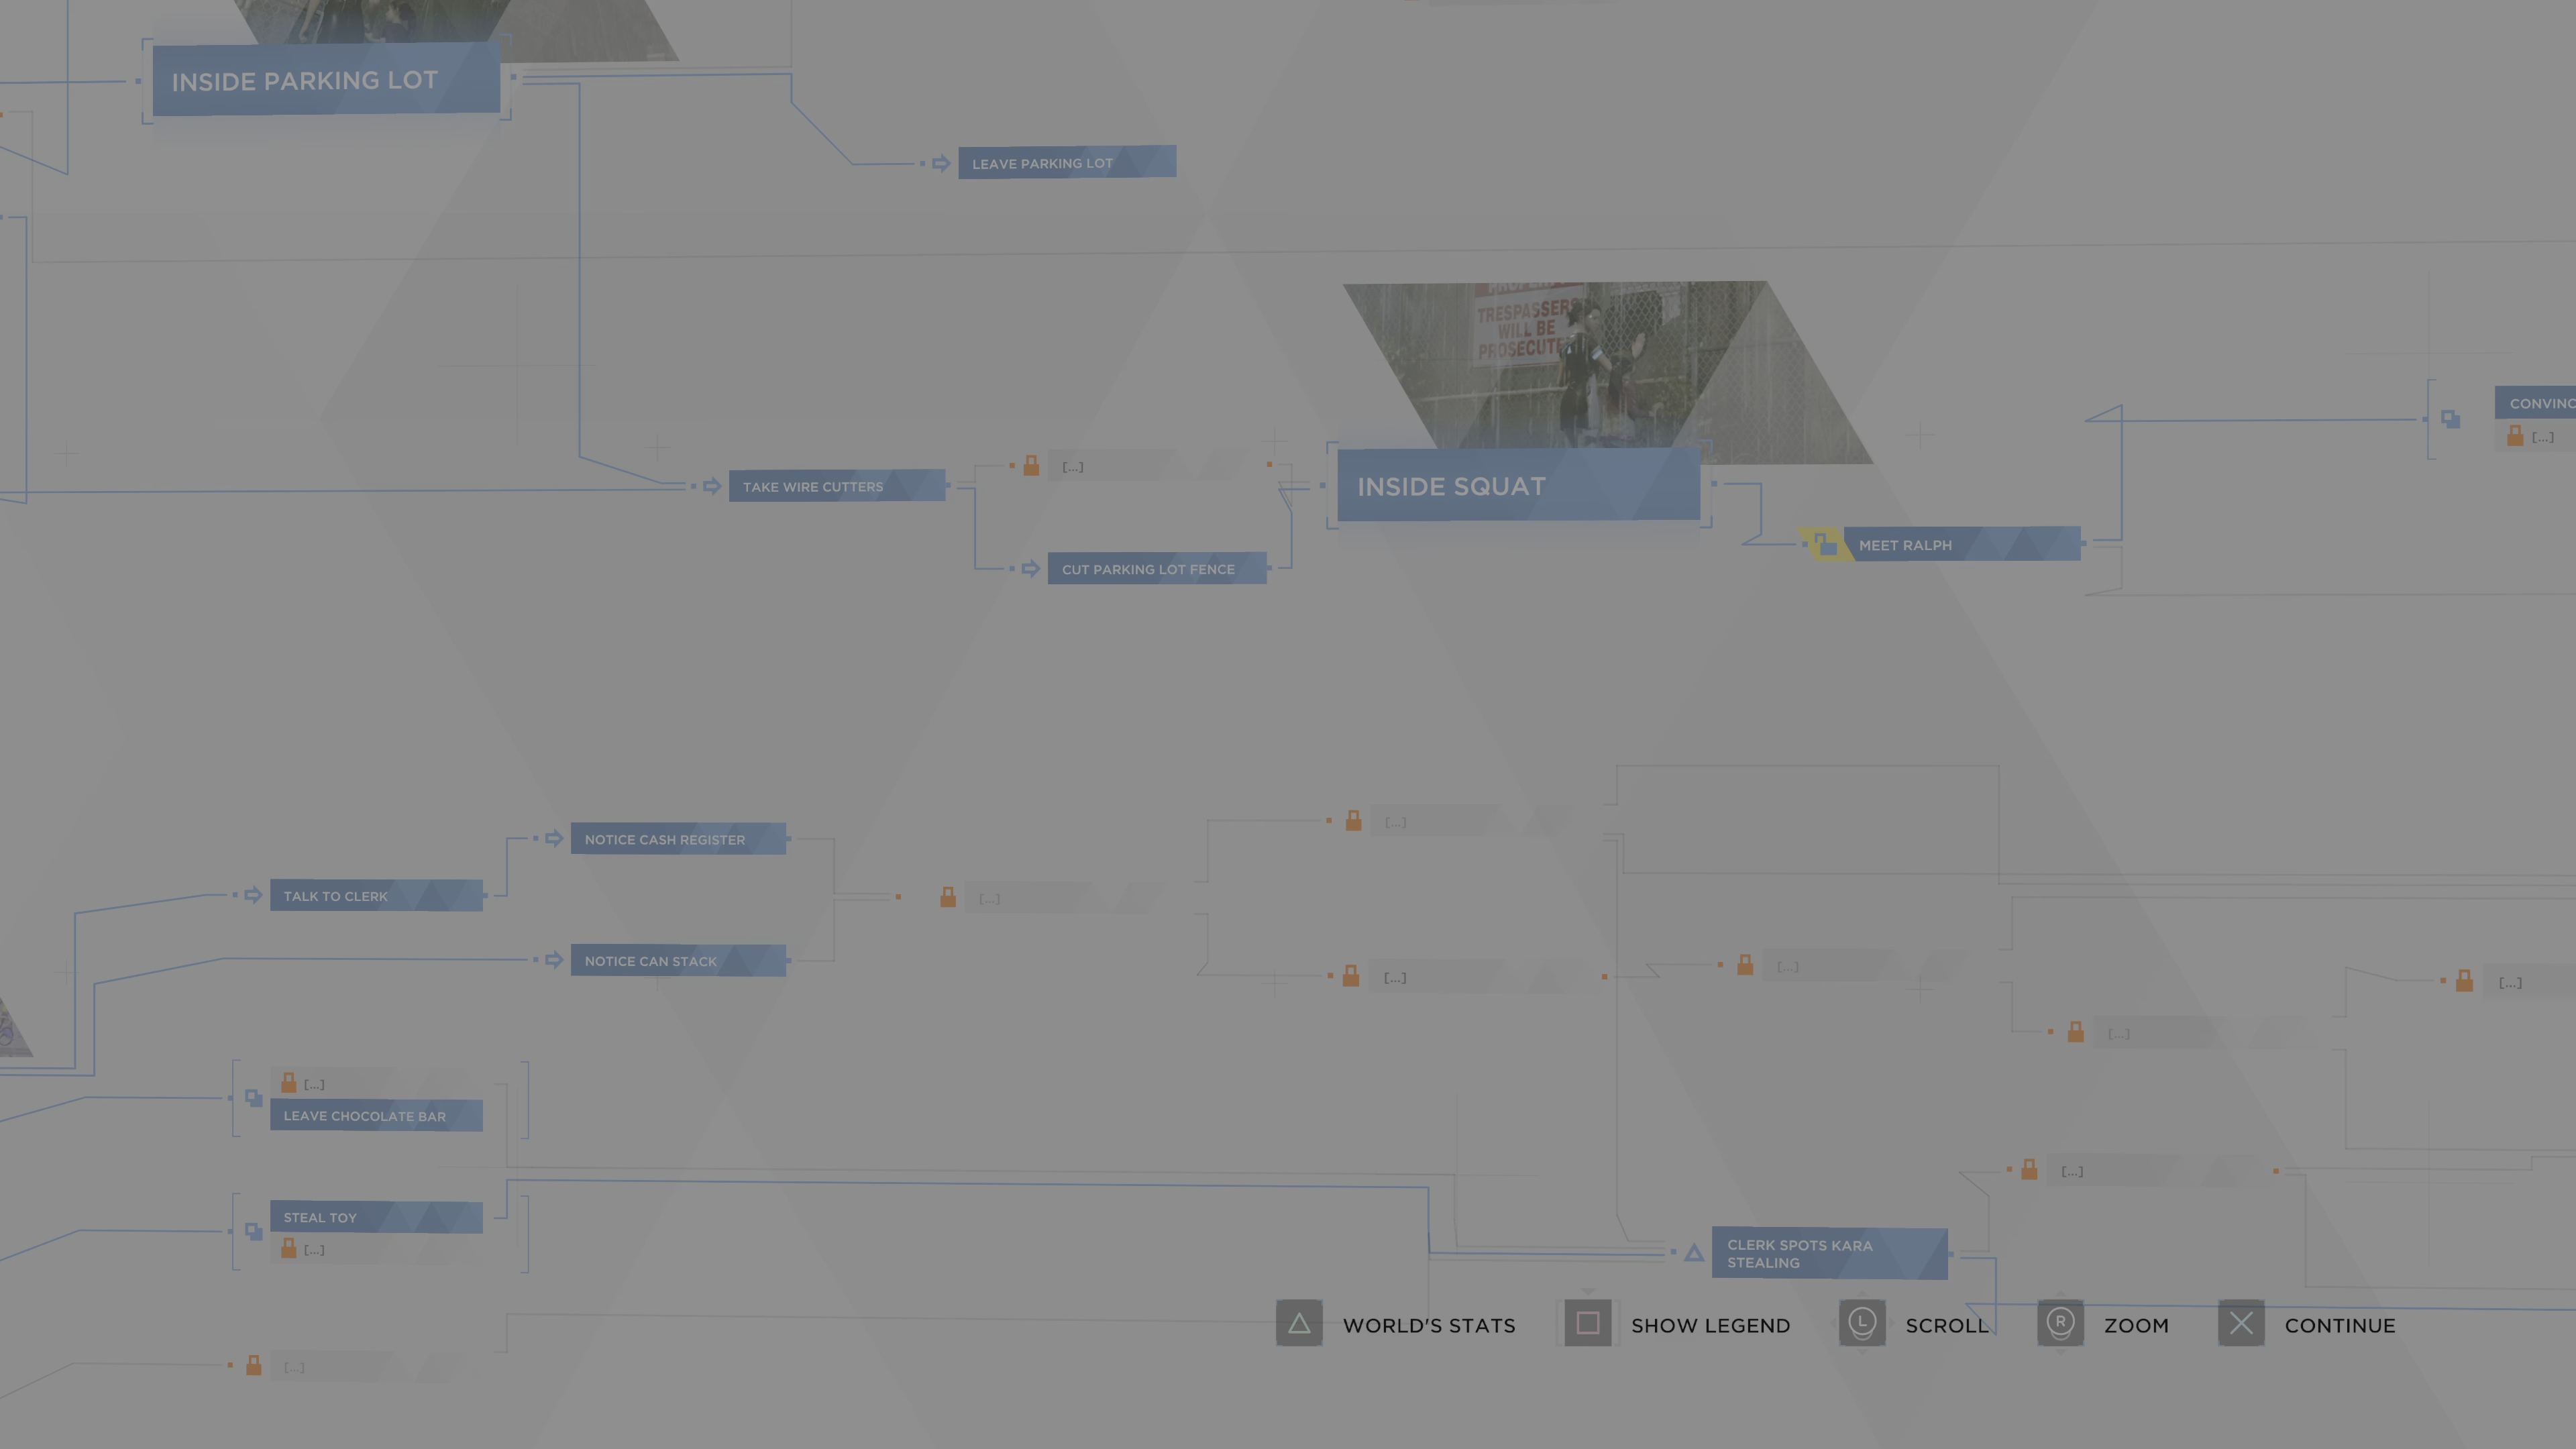 INSIDE PARKING LOT
LEAVE PARKING LOT
TRESPASSERS
WILL BE
CONVINC
[...]
[...]
TAKE WIRE CUTTERS
INSIDE SQUAT
MEET RALPH
CUT PARKING LOT FENCE
[...]
NOTICE CASH REGISTER
TALK TO CLERK
[...]
NOTICE CAN STACK
[...]
[...]
[...]
[...]
[...]
LEAVE CHOCOLATE BAR
[...]
STEAL TOY
[...]
CLERK SPOTS KARA
STEALING
WORLD'S STATS
SHOW LEGEND
L
SCROLL
R
ZOOM
CONTINUE
[...]